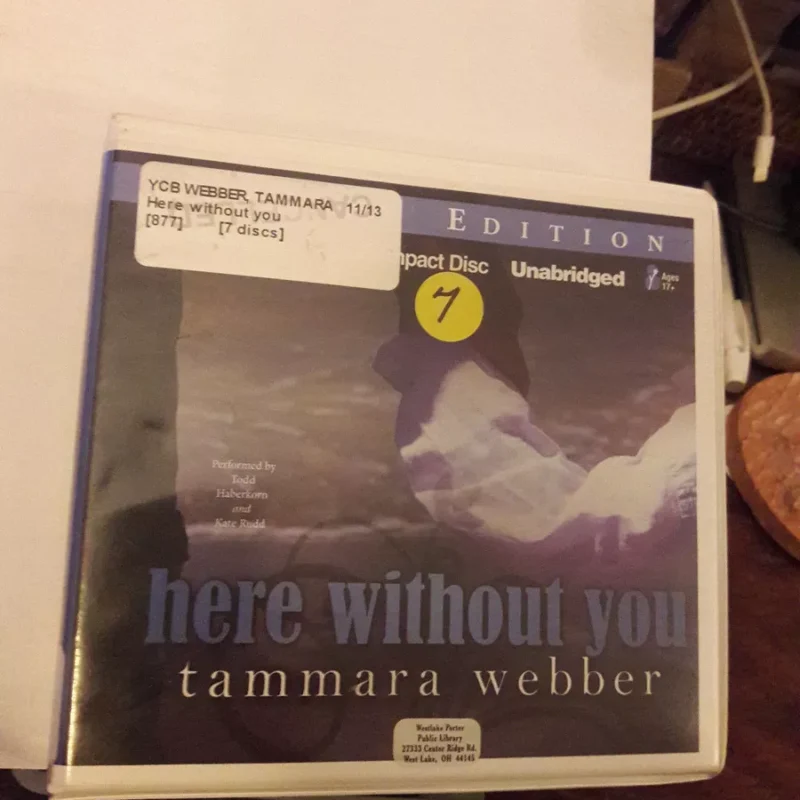 YCB WEBBER, TAMMARA 11/13
Here without you
[877] [7 discs]
EDITION
mpact Disc Unabridged Ages
17+
7
Performed by
Todd
Haberkorn
and
Kate Rudd
here without you
tammara webber
Westlake Porter
Public Library
27333 Center Ridge Rd.
West Lake, OH 44145